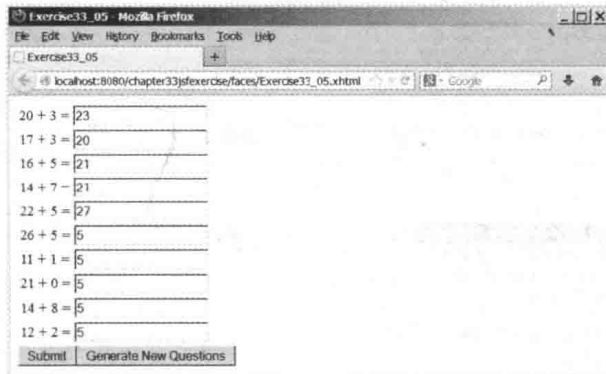 Exercise33_05 - Mozilla Firefox
File Edit View History Bookmarks Tools Help
Exercise33_05 +
localhost:8080/chapter33jsfexercise/faces/Exercise33_05.xhtml Google
20 + 3 = 23
17 + 3 = 20
16 + 5 = 21
14 + 7 = 21
22 + 5 = 27
26 + 5 = 5
11 + 1 = 5
21 + 0 = 5
14 + 8 = 5
12 + 2 = 5
Submit Generate New Questions